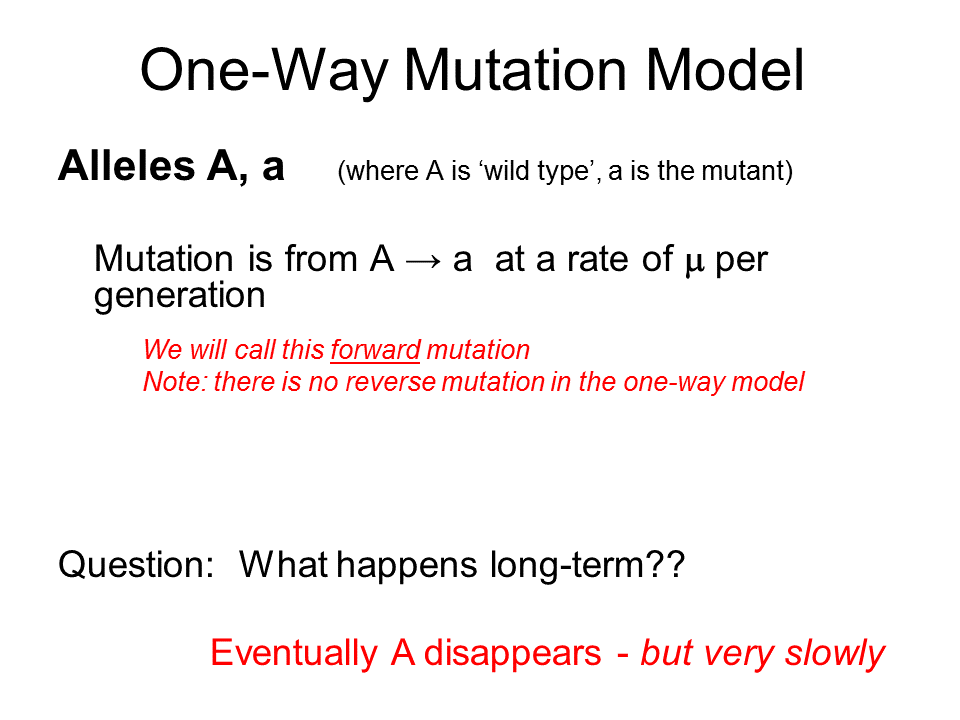 One-Way Mutation Model
Alleles A, a (where A is ‘wild type’, a is the mutant)
Mutation is from A → a at a rate of μ per
generation
We will call this forward mutation
Note: there is no reverse mutation in the one-way model
Question: What happens long-term??
Eventually A disappears - but very slowly